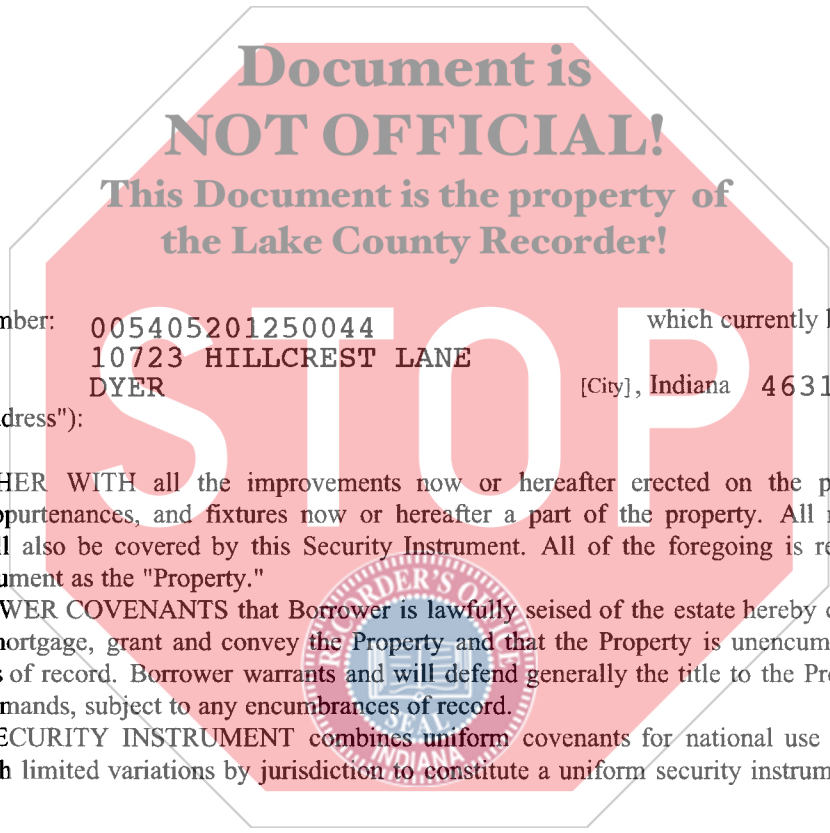 Document is
NOT OFFICIAL!
This Document is the property of
the Lake County Recorder!
STOP
mber: 005405201250044 which currently h
10723 HILLCREST LANE
DYER [City], Indiana 4631
dress"):
HER WITH all the improvements now or hereafter erected on the p
ppurtenances, and fixtures now or hereafter a part of the property. All r
ll also be covered by this Security Instrument. All of the foregoing is re
ument as the "Property."
WER COVENANTS that Borrower is lawfully seised of the estate hereby c
mortgage, grant and convey the Property and that the Property is unencum
s of record. Borrower warrants and will defend generally the title to the Pro
mands, subject to any encumbrances of record.
ECURITY INSTRUMENT combines uniform covenants for national use
h limited variations by jurisdiction to constitute a uniform security instrum
RECORDER'S OFFICE
SEAL
INDIANA